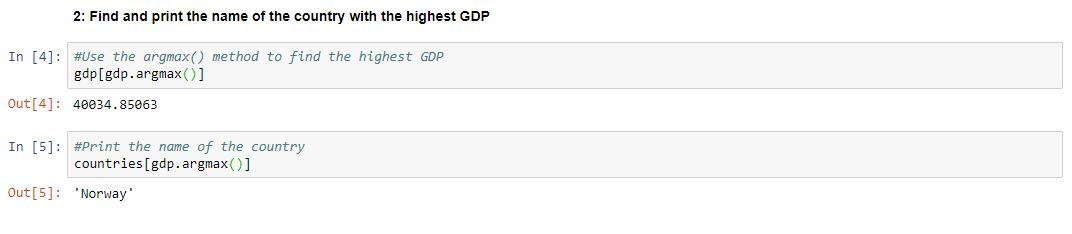 2: Find and print the name of the country with the highest GDP
In [4]: #Use the argmax() method to find the highest GDP
gdp[gdp.argmax()]
Out[4]: 40034.85063
In [5]: #Print the name of the country
countries[gdp.argmax()]
Out[5]: 'Norway'